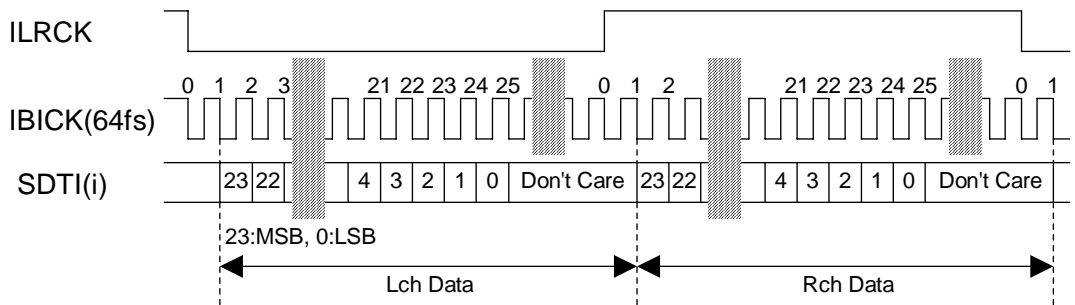 ILRCK
0 1 2 3 21 22 23 24 25 0 1 2 21 22 23 24 25 0 1
IBICK(64fs)
SDTI(i) 23 22 4 3 2 1 0 Don't Care 23 22 4 3 2 1 0 Don't Care
23:MSB, 0:LSB
Lch Data Rch Data